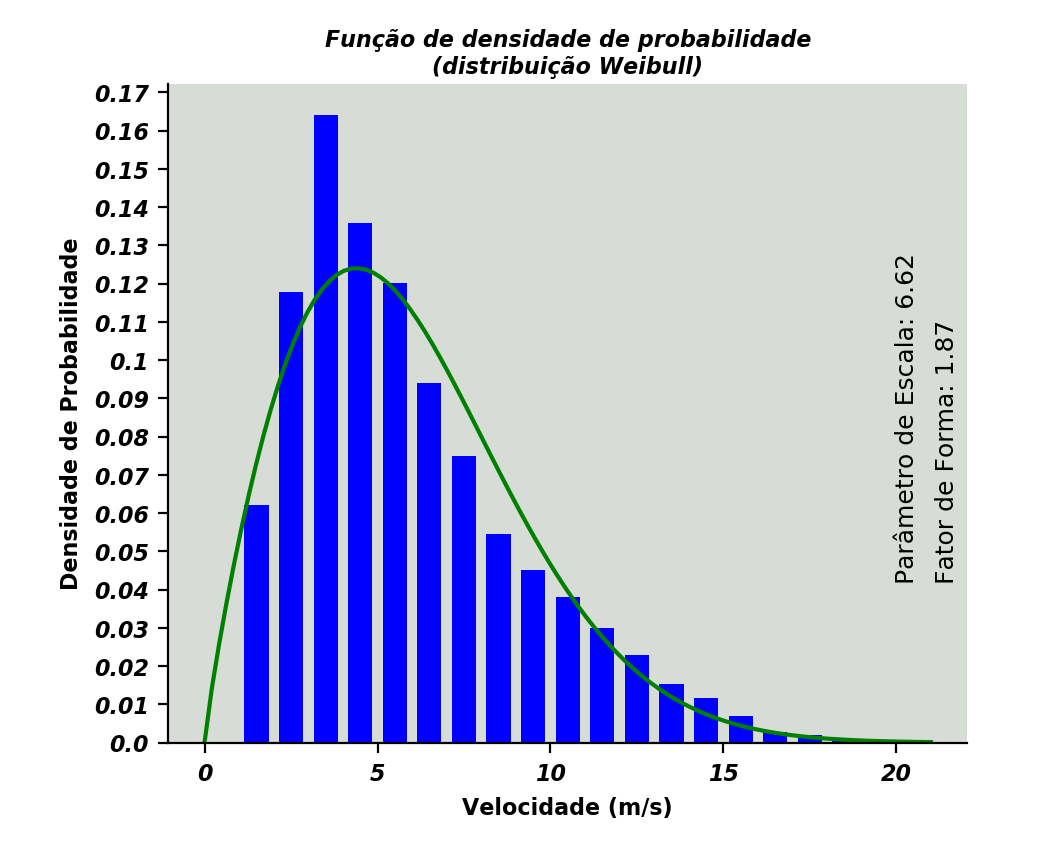 Função de densidade de probabilidade
(distribuição Weibull)
Densidade de Probabilidade
0.17
0.16
0.15
0.14
0.13
0.12
0.11
0.1
0.09
0.08
0.07
0.06
0.05
0.04
0.03
0.02
0.01
0.0
Parâmetro de Escala: 6.62
Fator de Forma: 1.87
0 5 10 15 20
Velocidade (m/s)